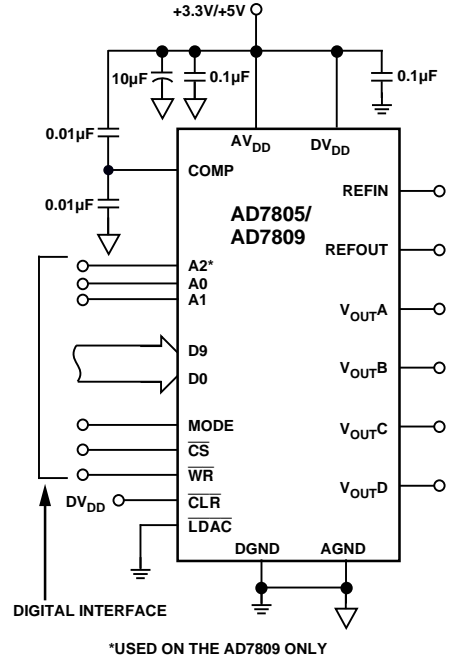 +3.3V/+5V
10µF
0.1µF
0.1µF
0.01µF
AVDD
DVDD
COMP
REFIN
0.01µF
AD7805/
AD7809
REFOUT
A2*
A0
A1
VOUTA
D9
D0
VOUTB
MODE
VOUTC
CS
WR
VOUTD
DVDD
CLR
LDAC
DGND
AGND
DIGITAL INTERFACE
*USED ON THE AD7809 ONLY